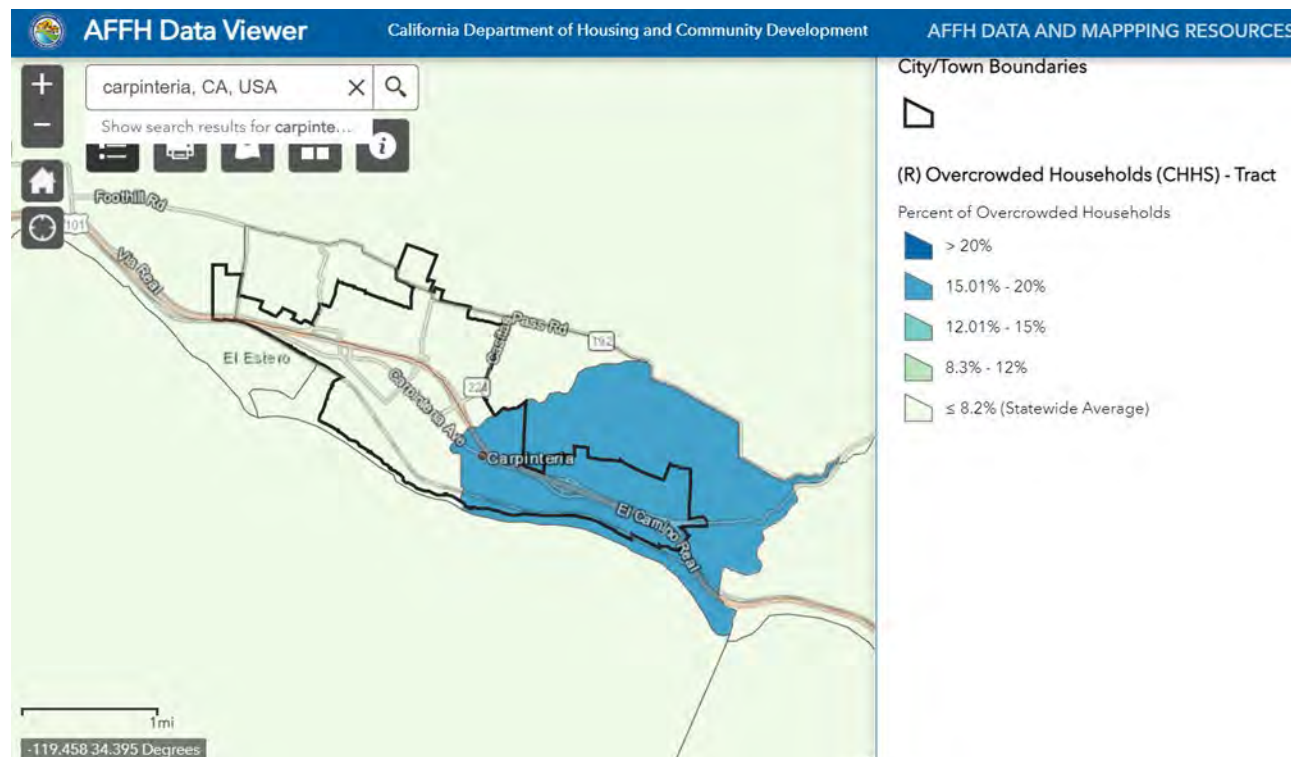 AFFH Data Viewer
California Department of Housing and Community Development
AFFH DATA AND MAPPPING RESOURCES
+
carpinteria, CA, USA
−
Show search results for carpinte...
i
Foothill Rd
101
Via Real
El Estero
Pass Rd
192
Casitas
224
Carpinteria Ave
Carpinteria
El Camino Real
1mi
-119.458 34.395 Degrees
City/Town Boundaries
(R) Overcrowded Households (CHHS) - Tract
Percent of Overcrowded Households
> 20%
15.01% - 20%
12.01% - 15%
8.3% - 12%
≤ 8.2% (Statewide Average)